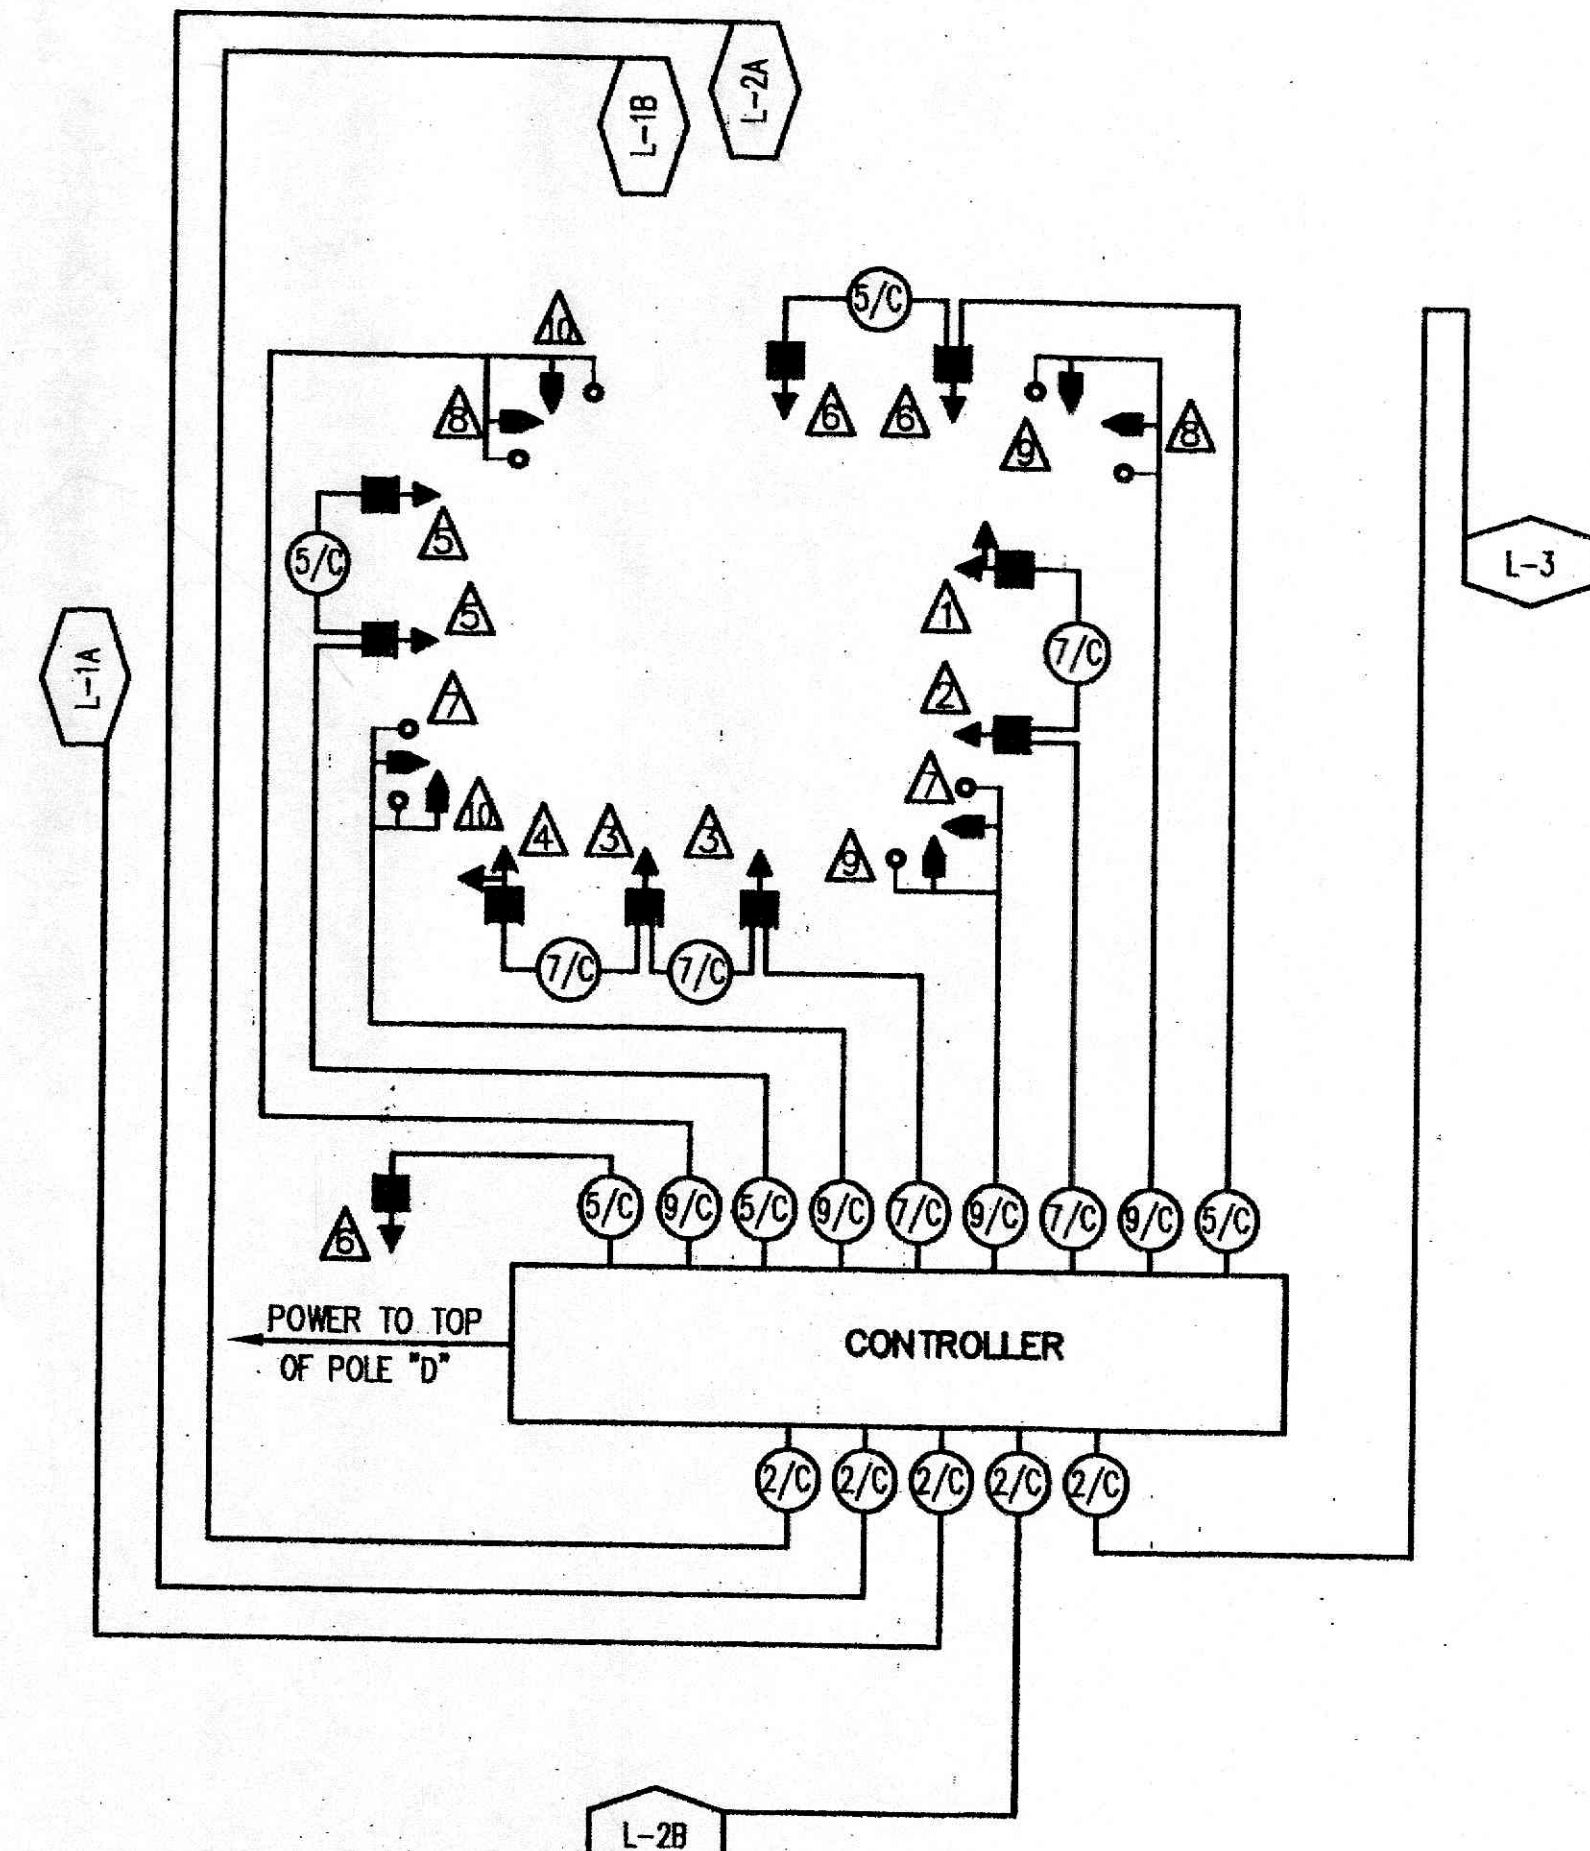 L-2A
L-1B
5/C
10
8
6
6
9
8
5
5/C
L-3
1
5
L-1A
7/C
2
7
7
10
4
3
3
9
7/C
7/C
5/C
9/C
5/C
9/C
7/C
9/C
7/C
9/C
5/C
6
POWER TO TOP
OF POLE "D"
CONTROLLER
2/C
2/C
2/C
2/C
2/C
L-2B